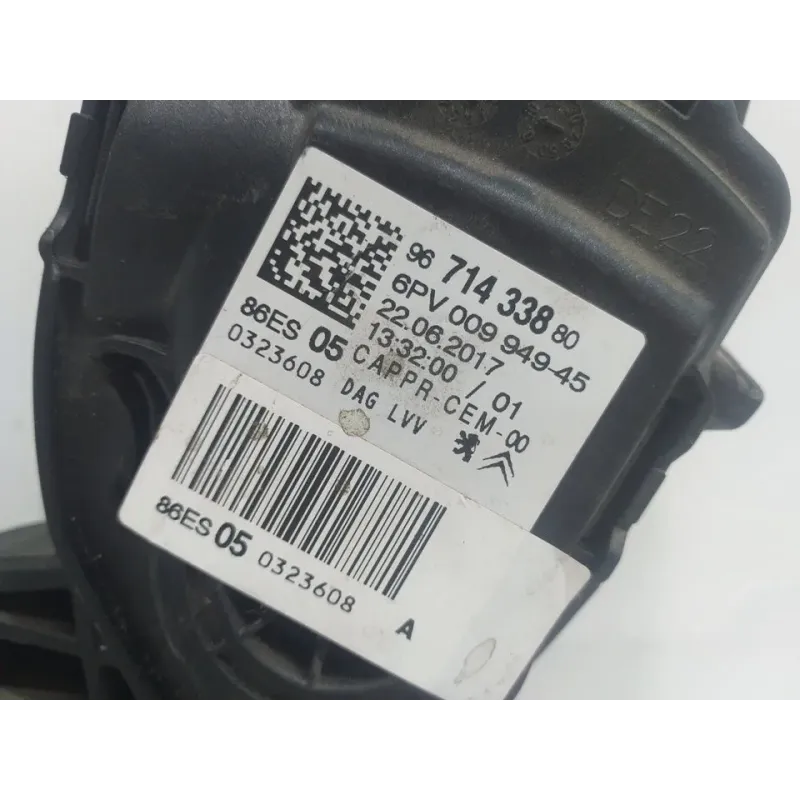 96 714 338 80
6PV 009 949-45
22.06.2017
13:32:00 / 01
86ES 05 CAPPR-CEM-00
0323608 DAG LVV
86ES 05 0323608
A